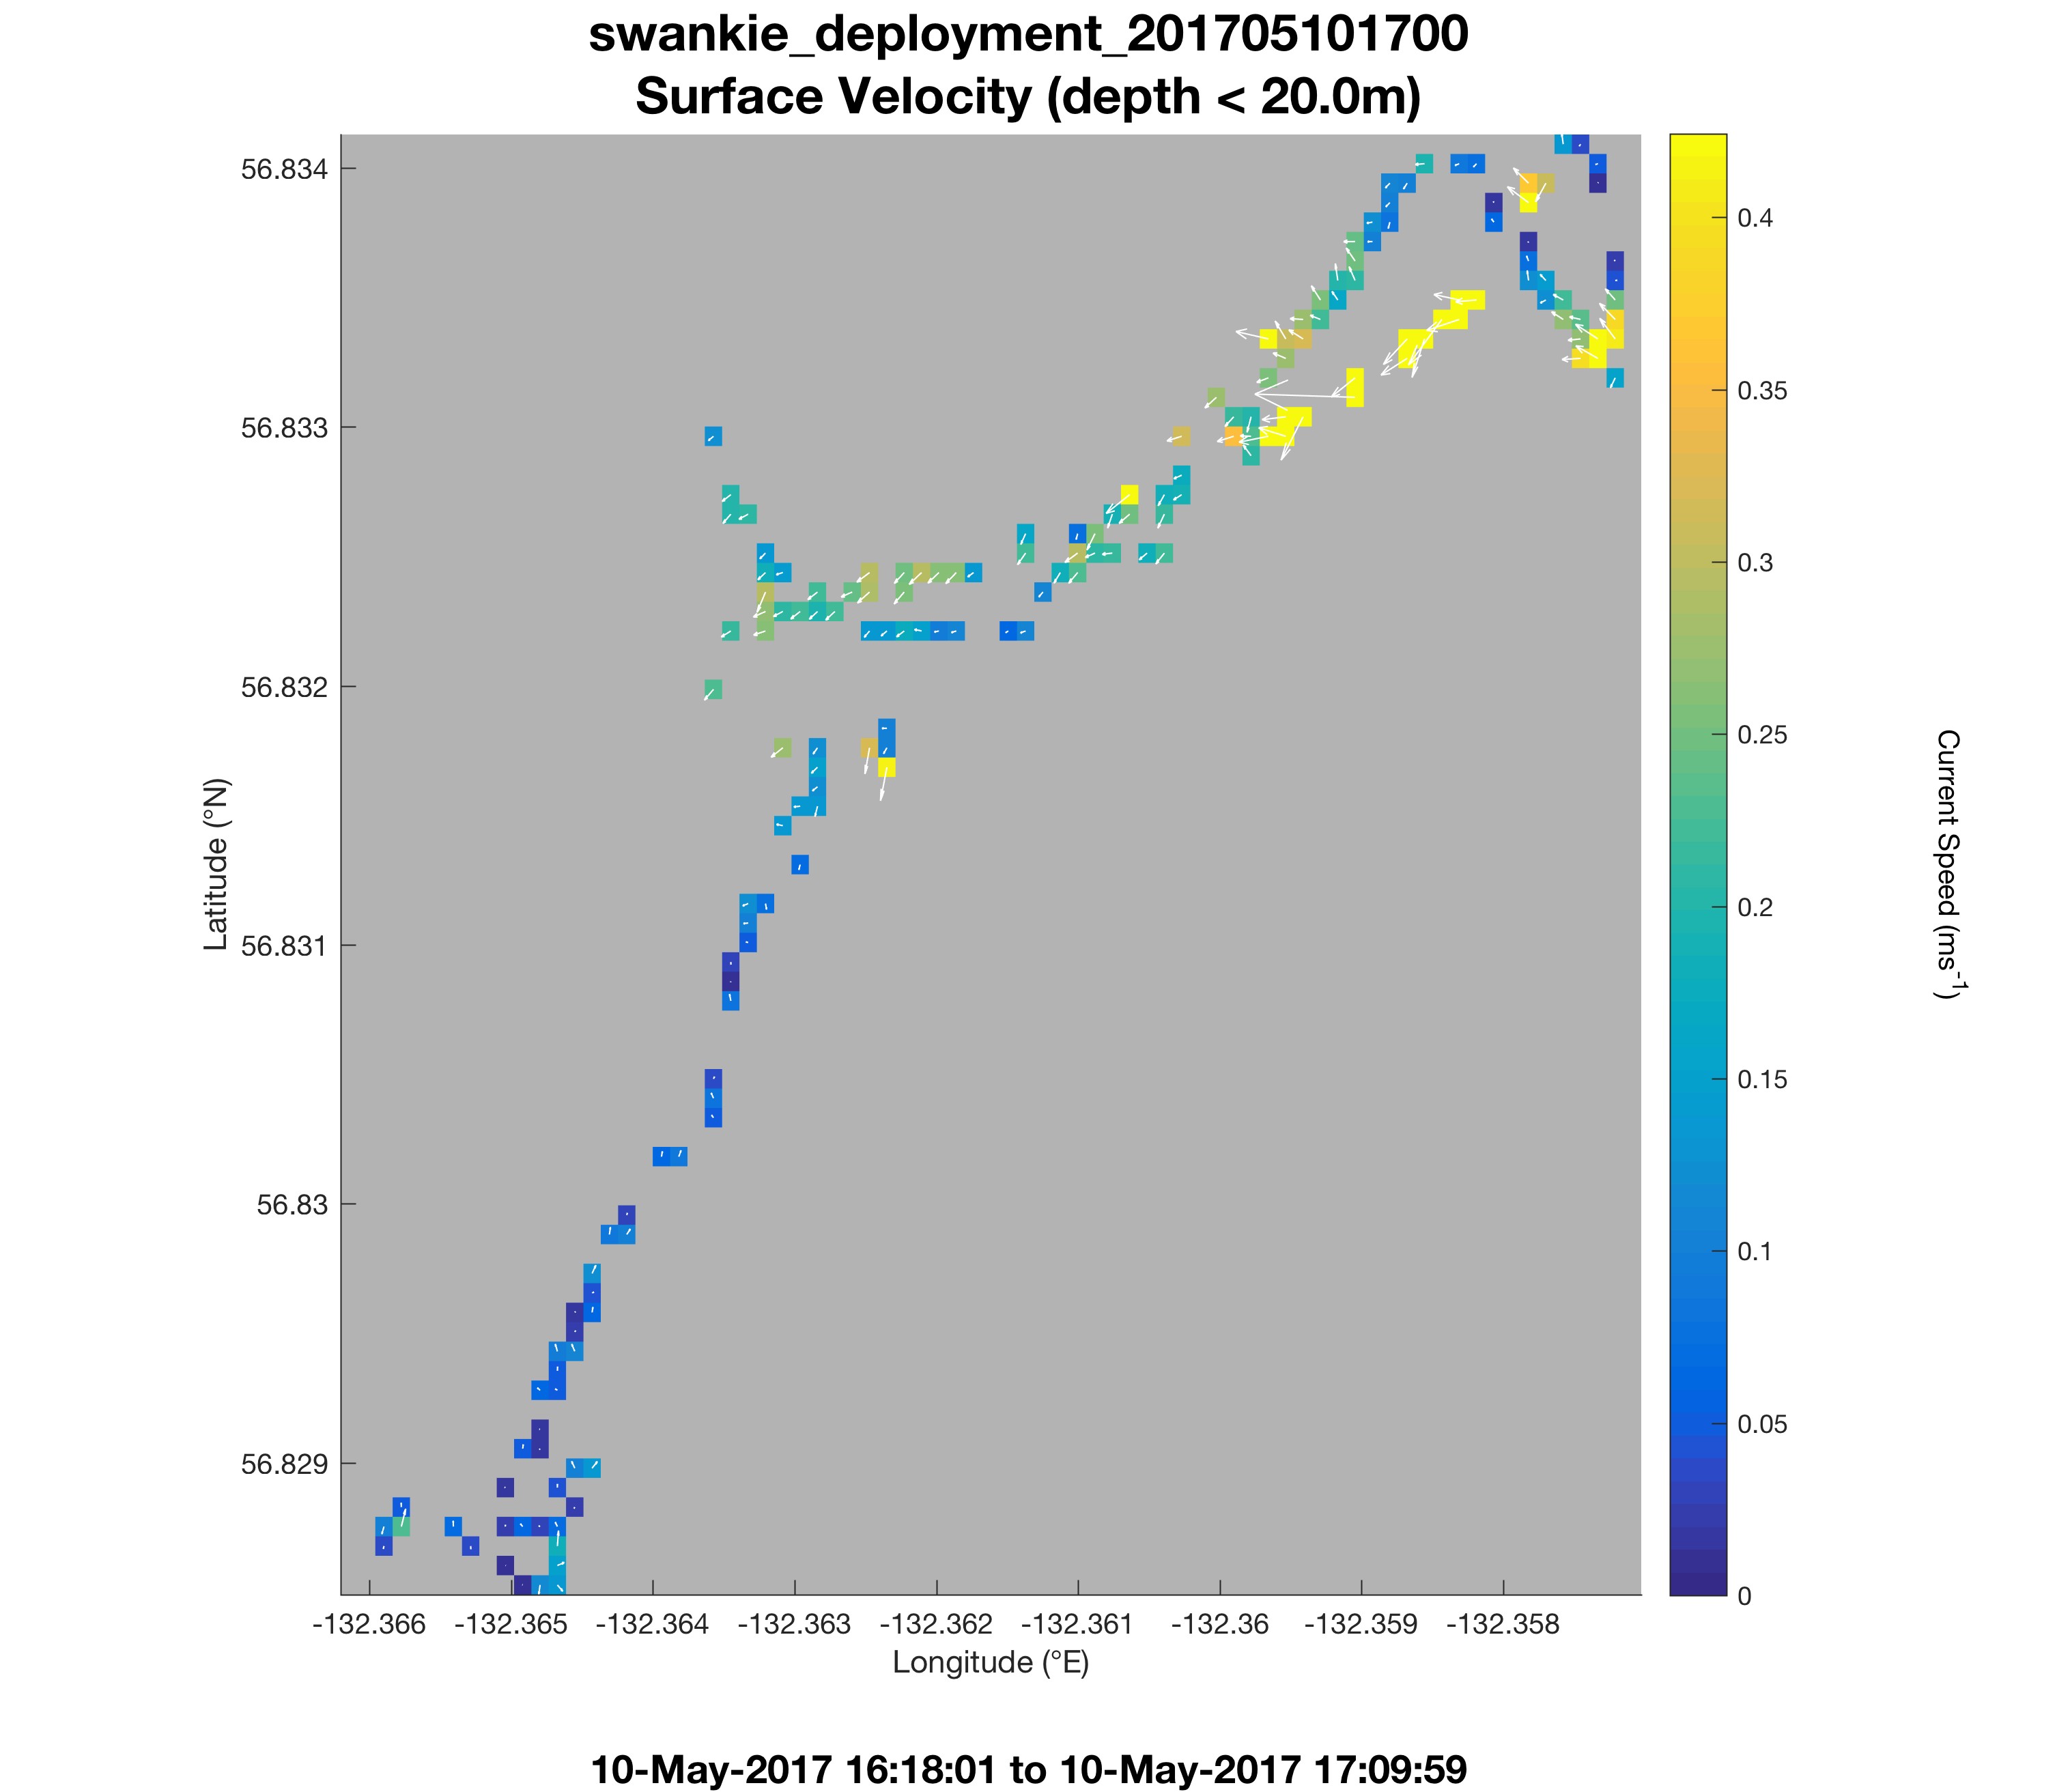 swankie_deployment_201705101700
Surface Velocity (depth < 20.0m)
56.834
56.833
56.832
56.831
56.83
56.829
Latitude (°N)
-132.366 -132.365 -132.364 -132.363 -132.362 -132.361 -132.36 -132.359 -132.358
Longitude (°E)
0.4
0.35
0.3
0.25
0.2
0.15
0.1
0.05
0
Current Speed (ms-1)
10-May-2017 16:18:01 to 10-May-2017 17:09:59